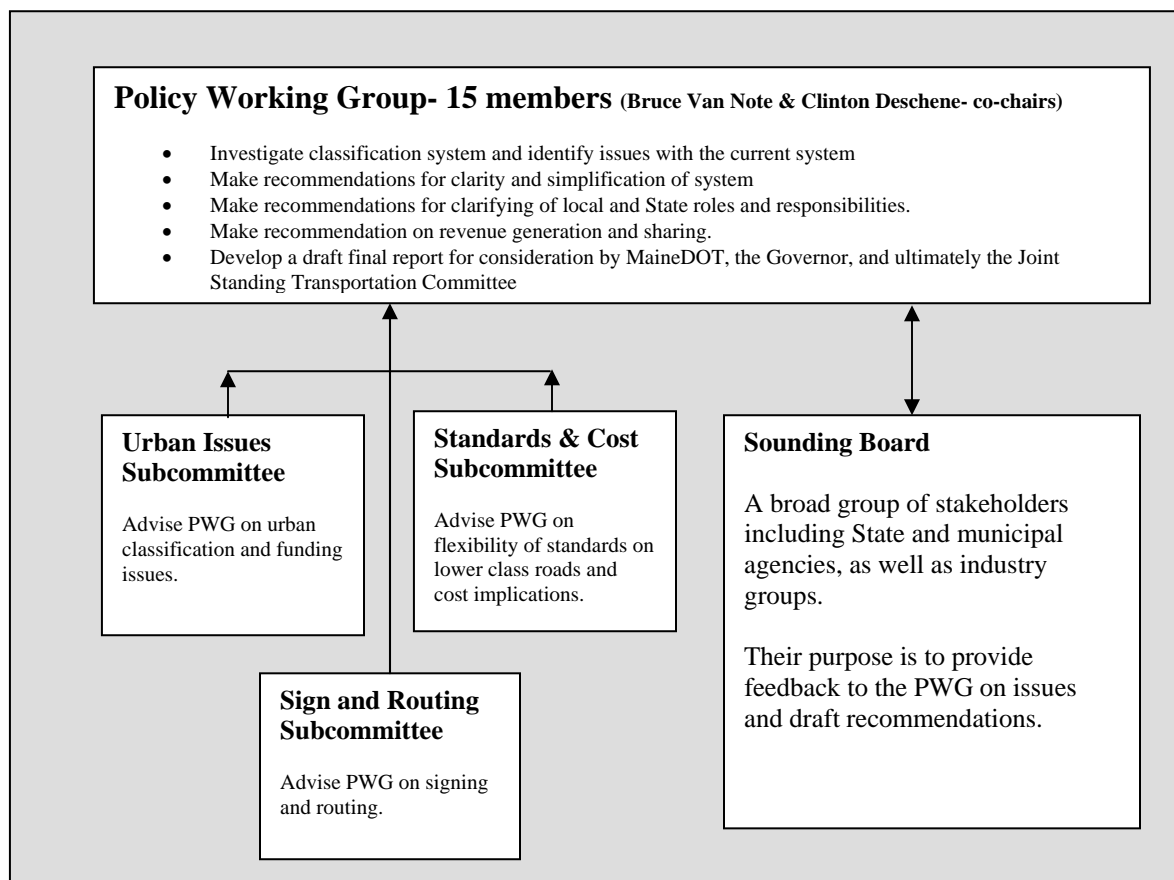 Policy Working Group- 15 members (Bruce Van Note & Clinton Deschene- co-chairs)
• Investigate classification system and identify issues with the current system
• Make recommendations for clarity and simplification of system
• Make recommendations for clarifying of local and State roles and responsibilities.
• Make recommendation on revenue generation and sharing.
• Develop a draft final report for consideration by MaineDOT, the Governor, and ultimately the Joint
Standing Transportation Committee
Urban Issues
Subcommittee
Advise PWG on urban
classification and funding
issues.
Standards & Cost
Subcommittee
Advise PWG on
flexibility of standards on
lower class roads and
cost implications.
Sounding Board
A broad group of stakeholders
including State and municipal
agencies, as well as industry
groups.
Their purpose is to provide
feedback to the PWG on issues
and draft recommendations.
Sign and Routing
Subcommittee
Advise PWG on signing
and routing.